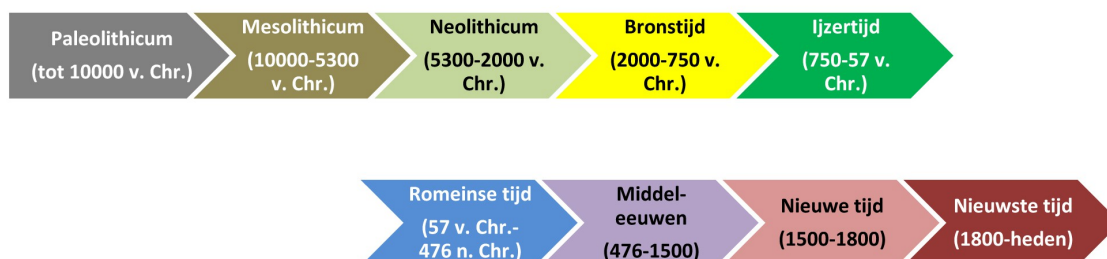 Paleolithicum
(tot 10000 v. Chr.)
Mesolithicum
(10000-5300
v. Chr.)
Neolithicum
(5300-2000 v.
Chr.)
Bronstijd
(2000-750 v.
Chr.)
Ijzertijd
(750-57 v.
Chr.)
Romeinse tijd
(57 v. Chr.-
476 n. Chr.)
Middel-
eeuwen
(476-1500)
Nieuwe tijd
(1500-1800)
Nieuwste tijd
(1800-heden)